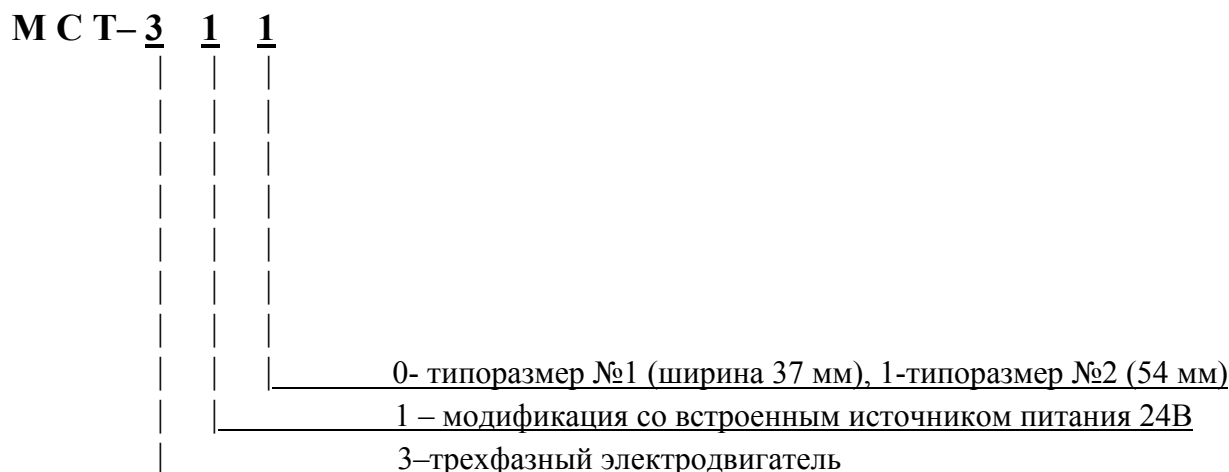 М С Т– 3 1 1
0- типоразмер №1 (ширина 37 мм), 1-типоразмер №2 (54 мм)
1 – модификация со встроенным источником питания 24В
3–трехфазный электродвигатель